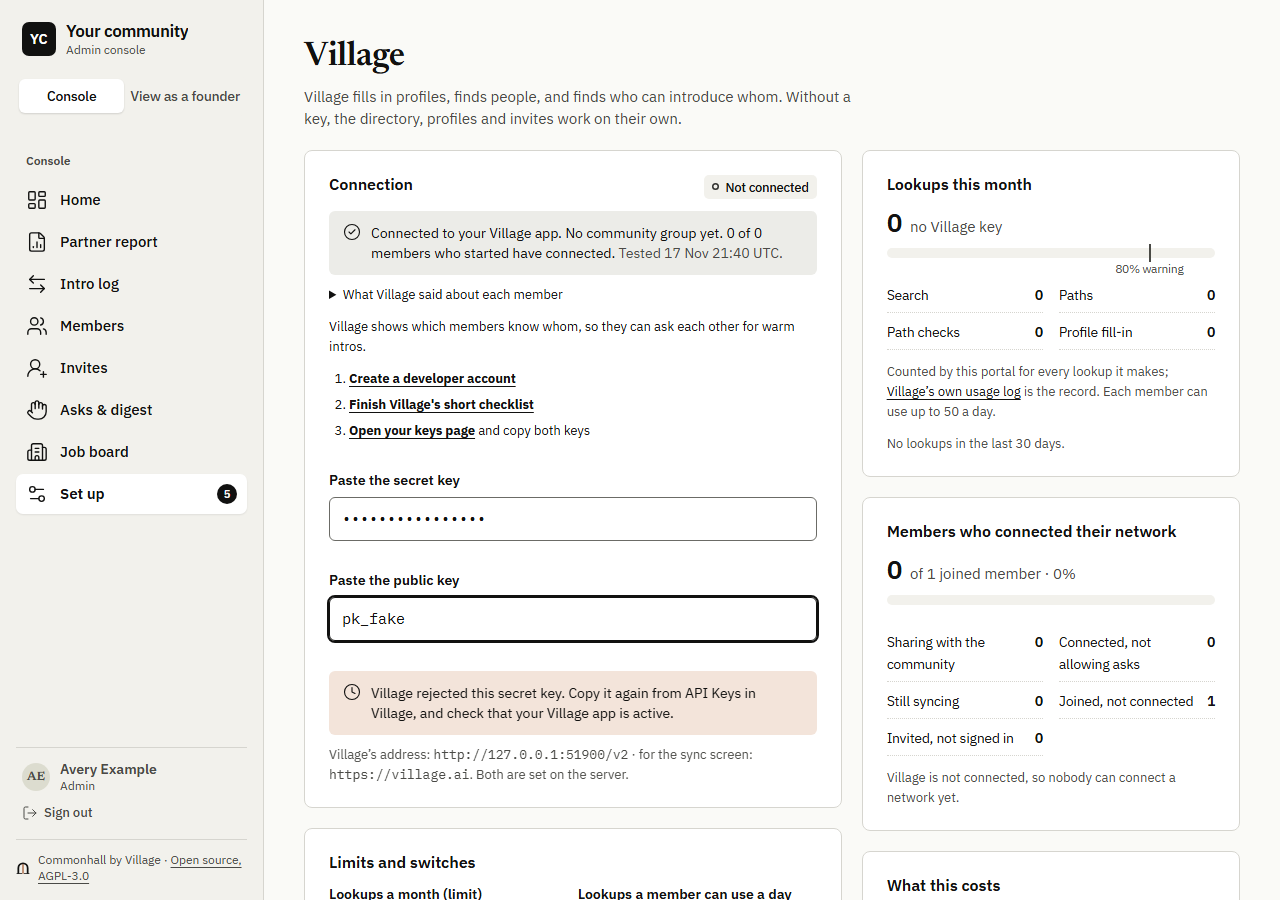 YC
Your community
Admin console
Console
View as a founder
Console
Home
Partner report
Intro log
Members
Invites
Asks & digest
Job board
Set up
5
AE
Avery Example
Admin
Sign out
Commonhall by Village · Open source,
AGPL-3.0
Village
Village fills in profiles, finds people, and finds who can introduce whom. Without a
key, the directory, profiles and invites work on their own.
Connection
Not connected
Connected to your Village app. No community group yet. 0 of 0
members who started have connected. Tested 17 Nov 21:40 UTC.
What Village said about each member
Village shows which members know whom, so they can ask each other for warm
intros.
1. Create a developer account
2. Finish Village's short checklist
3. Open your keys page and copy both keys
Paste the secret key
••••••••••••••••
Paste the public key
pk_fake
Village rejected this secret key. Copy it again from API Keys in
Village, and check that your Village app is active.
Village’s address: http://127.0.0.1:51900/v2 · for the sync screen:
https://village.ai. Both are set on the server.
Limits and switches
Lookups a month (limit)
Lookups a member can use a day
Lookups this month
0 no Village key
80% warning
Search 0
Paths 0
Path checks 0
Profile fill-in 0
Counted by this portal for every lookup it makes;
Village’s own usage log is the record. Each member can
use up to 50 a day.
No lookups in the last 30 days.
Members who connected their network
0 of 1 joined member · 0%
Sharing with the
community
0
Connected, not
allowing asks
0
Still syncing 0
Joined, not connected 1
Invited, not signed in 0
Village is not connected, so nobody can connect a
network yet.
What this costs